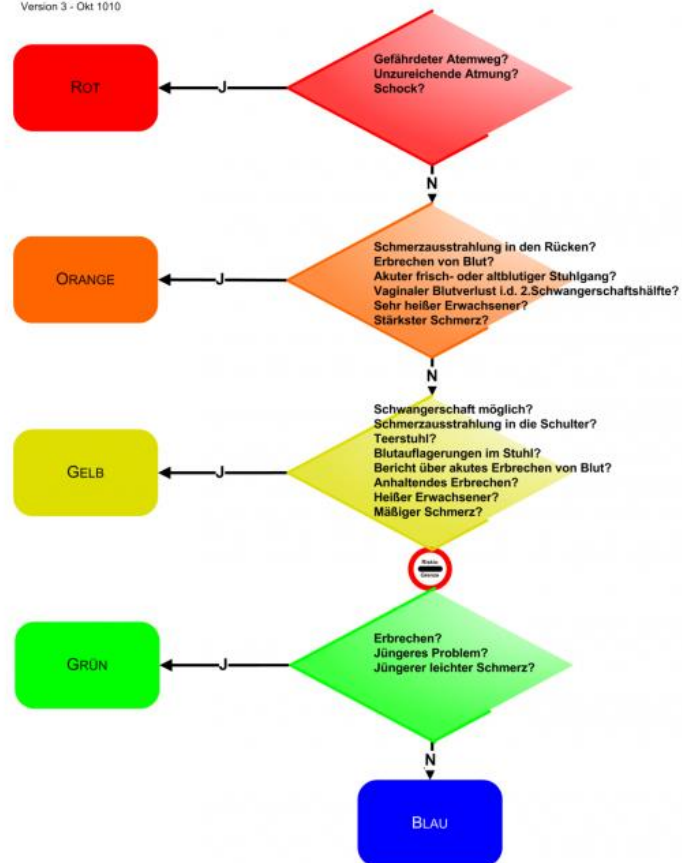 Version 3 - Okt 1010
Gefährdeter Atemweg?
Unzureichende Atmung?
Schock?
J
ROT
N
Schmerzausstrahlung in den Rücken?
Erbrechen von Blut?
Akuter frisch- oder altblutiger Stuhlgang?
Vaginaler Blutverlust i.d. 2.Schwangerschaftshälfte?
Sehr heißer Erwachsener?
Stärkster Schmerz?
J
ORANGE
N
Schwangerschaft möglich?
Schmerzausstrahlung in die Schulter?
Teerstuhl?
Blutauflagerungen im Stuhl?
Bericht über akutes Erbrechen von Blut?
Anhaltendes Erbrechen?
Heißer Erwachsener?
Mäßiger Schmerz?
J
GELB
Risiko
Grenze
Erbrechen?
Jüngeres Problem?
Jüngerer leichter Schmerz?
J
GRÜN
N
BLAU